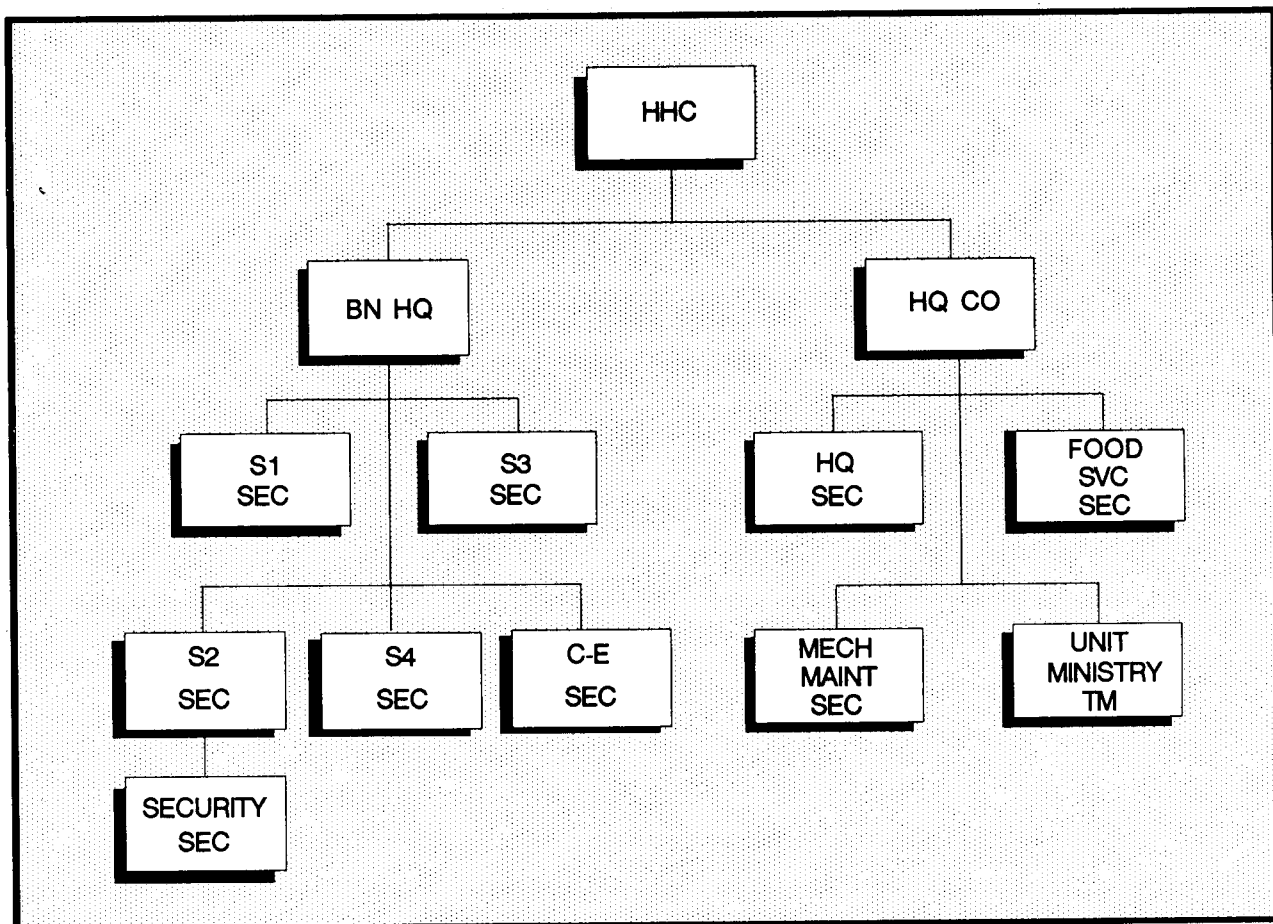 HHC
BN HQ
HQ CO
S1
SEC
S3
SEC
HQ
SEC
FOOD
SVC
SEC
S2
SEC
S4
SEC
C-E
SEC
MECH
MAINT
SEC
UNIT
MINISTRY
TM
SECURITY
SEC